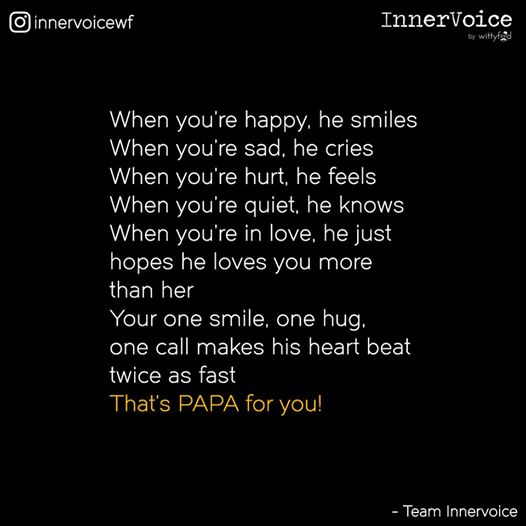 innervoicewf
InnerVoice
by wittyfeed
When you're happy, he smiles
When you're sad, he cries
When you're hurt, he feels
When you're quiet, he knows
When you're in love, he just
hopes he loves you more
than her
Your one smile, one hug,
one call makes his heart beat
twice as fast
That's PAPA for you!
- Team Innervoice